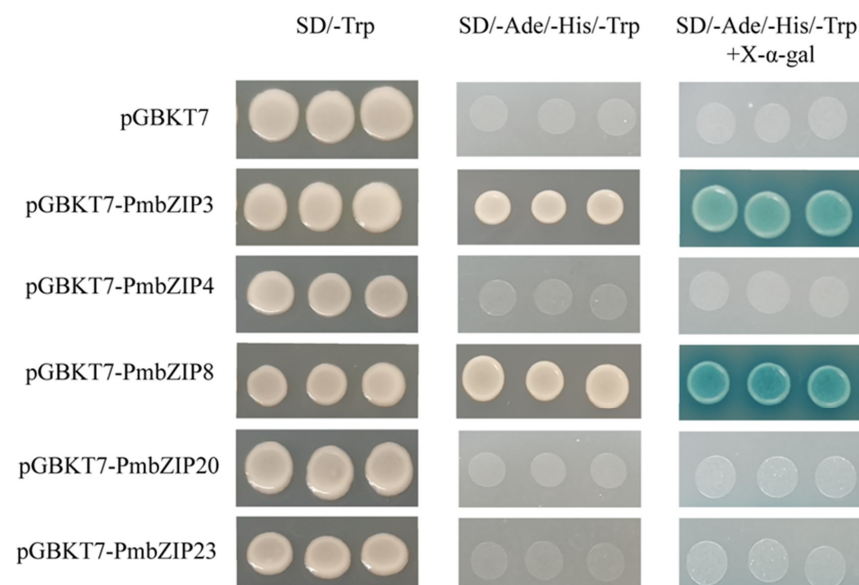 SD/-Trp
SD/-Ade/-His/-Trp
SD/-Ade/-His/-Trp
+X-α-gal
pGBKT7
pGBKT7-PmbZIP3
pGBKT7-PmbZIP4
pGBKT7-PmbZIP8
pGBKT7-PmbZIP20
pGBKT7-PmbZIP23